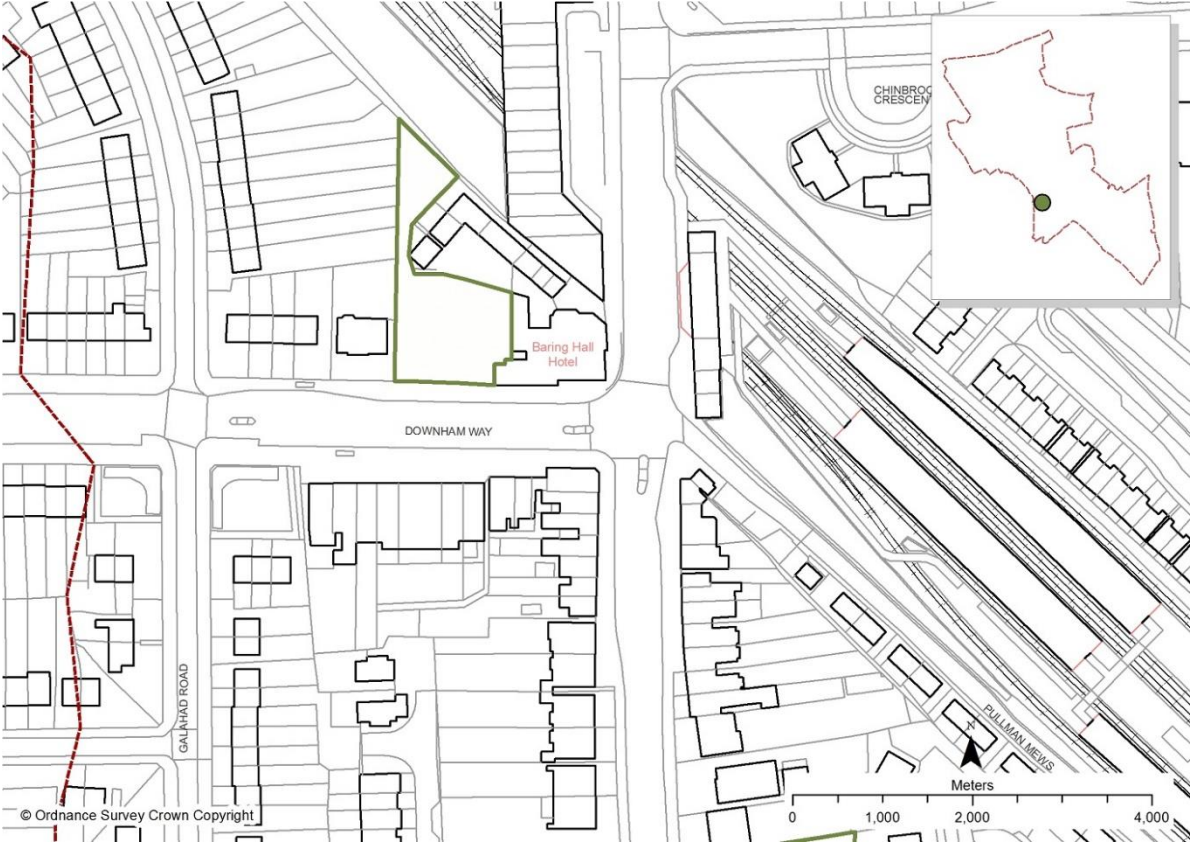 CHINBROO
CRESCEN
Baring Hall
Hotel
DOWNHAM WAY
GALAHAD ROAD
PULLMAN MEWS
N
Meters
0 1,000 2,000 4,000
© Ordnance Survey Crown Copyright